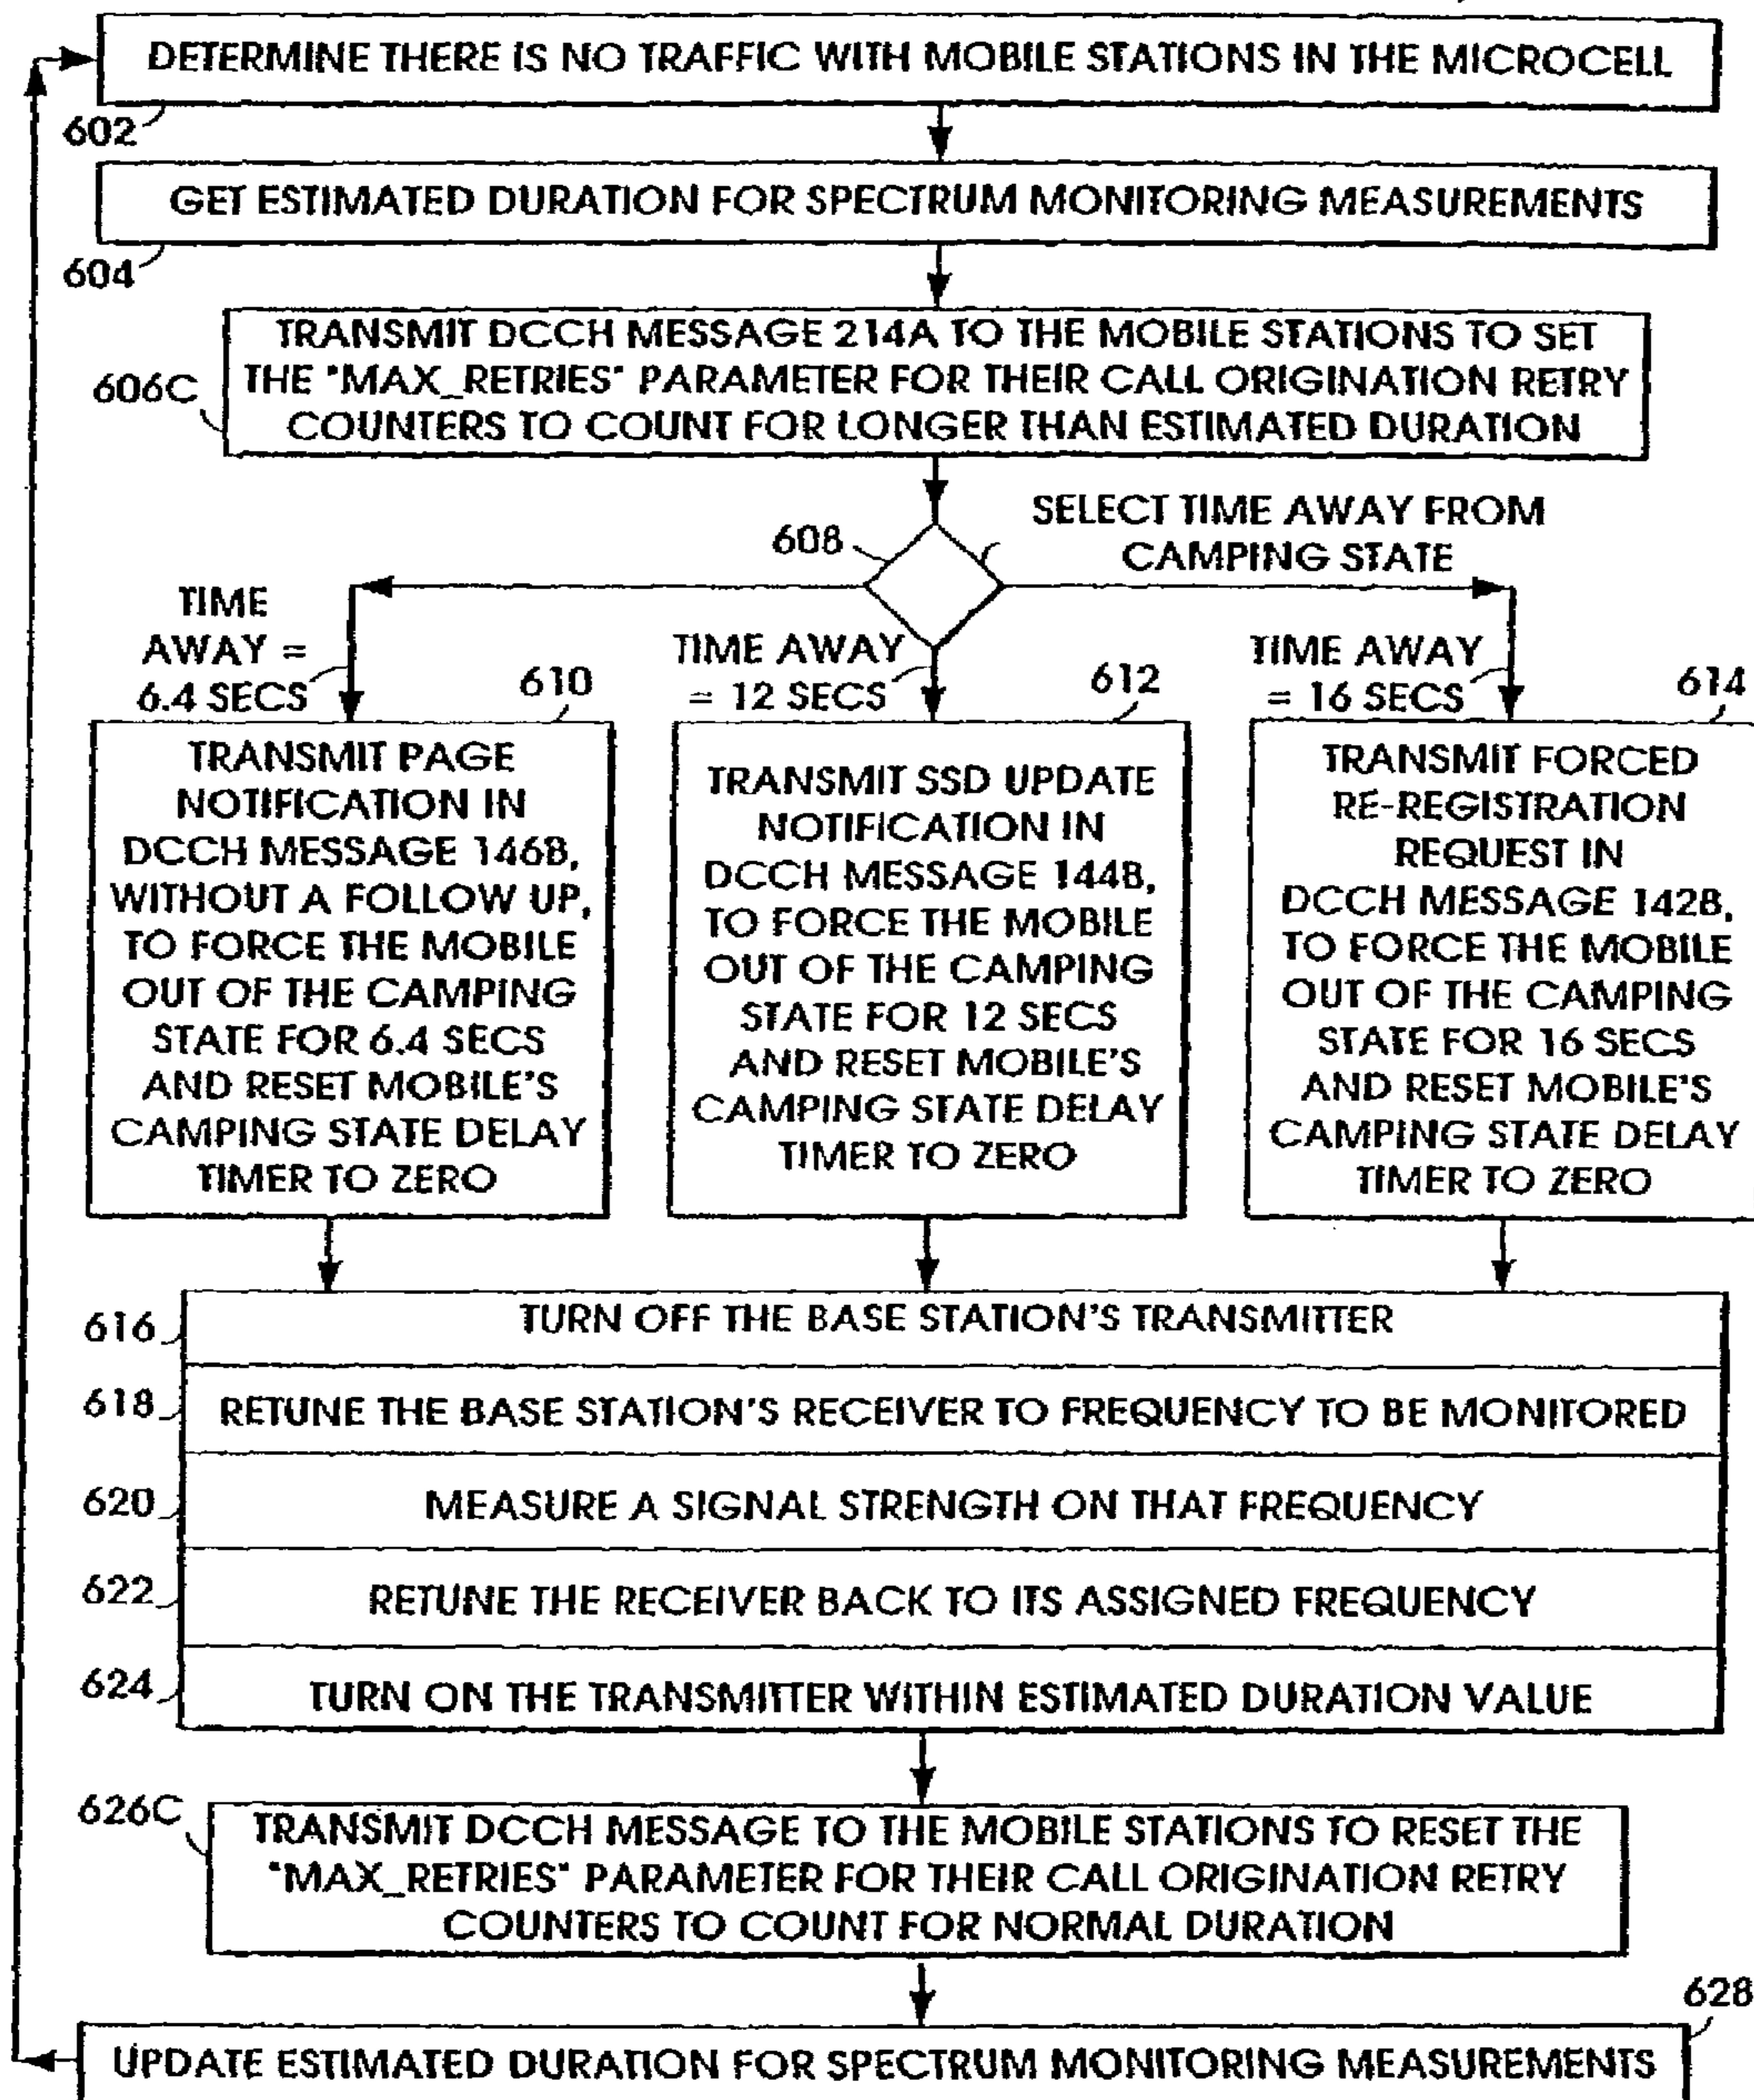 DETERMINE THERE IS NO TRAFFIC WITH MOBILE STATIONS IN THE MICROCELL
602
GET ESTIMATED DURATION FOR SPECTRUM MONITORING MEASUREMENTS
604
TRANSMIT DCCH MESSAGE 214A TO THE MOBILE STATIONS TO SET
THE "MAX_RETRIES" PARAMETER FOR THEIR CALL ORIGINATION RETRY
COUNTERS TO COUNT FOR LONGER THAN ESTIMATED DURATION
606C
608
SELECT TIME AWAY FROM
CAMPING STATE
TIME
AWAY =
6.4 SECS
TIME AWAY
= 12 SECS
TIME AWAY
= 16 SECS
610
TRANSMIT PAGE
NOTIFICATION IN
DCCH MESSAGE 146B,
WITHOUT A FOLLOW UP,
TO FORCE THE MOBILE
OUT OF THE CAMPING
STATE FOR 6.4 SECS
AND RESET MOBILE'S
CAMPING STATE DELAY
TIMER TO ZERO
612
TRANSMIT SSD UPDATE
NOTIFICATION IN
DCCH MESSAGE 144B,
TO FORCE THE MOBILE
OUT OF THE CAMPING
STATE FOR 12 SECS
AND RESET MOBILE'S
CAMPING STATE DELAY
TIMER TO ZERO
614
TRANSMIT FORCED
RE-REGISTRATION
REQUEST IN
DCCH MESSAGE 142B,
TO FORCE THE MOBILE
OUT OF THE CAMPING
STATE FOR 16 SECS
AND RESET MOBILE'S
CAMPING STATE DELAY
TIMER TO ZERO
616
TURN OFF THE BASE STATION'S TRANSMITTER
618
RETUNE THE BASE STATION'S RECEIVER TO FREQUENCY TO BE MONITORED
620
MEASURE A SIGNAL STRENGTH ON THAT FREQUENCY
622
RETUNE THE RECEIVER BACK TO ITS ASSIGNED FREQUENCY
624
TURN ON THE TRANSMITTER WITHIN ESTIMATED DURATION VALUE
626C
TRANSMIT DCCH MESSAGE TO THE MOBILE STATIONS TO RESET THE
"MAX_RETRIES" PARAMETER FOR THEIR CALL ORIGINATION RETRY
COUNTERS TO COUNT FOR NORMAL DURATION
628
UPDATE ESTIMATED DURATION FOR SPECTRUM MONITORING MEASUREMENTS